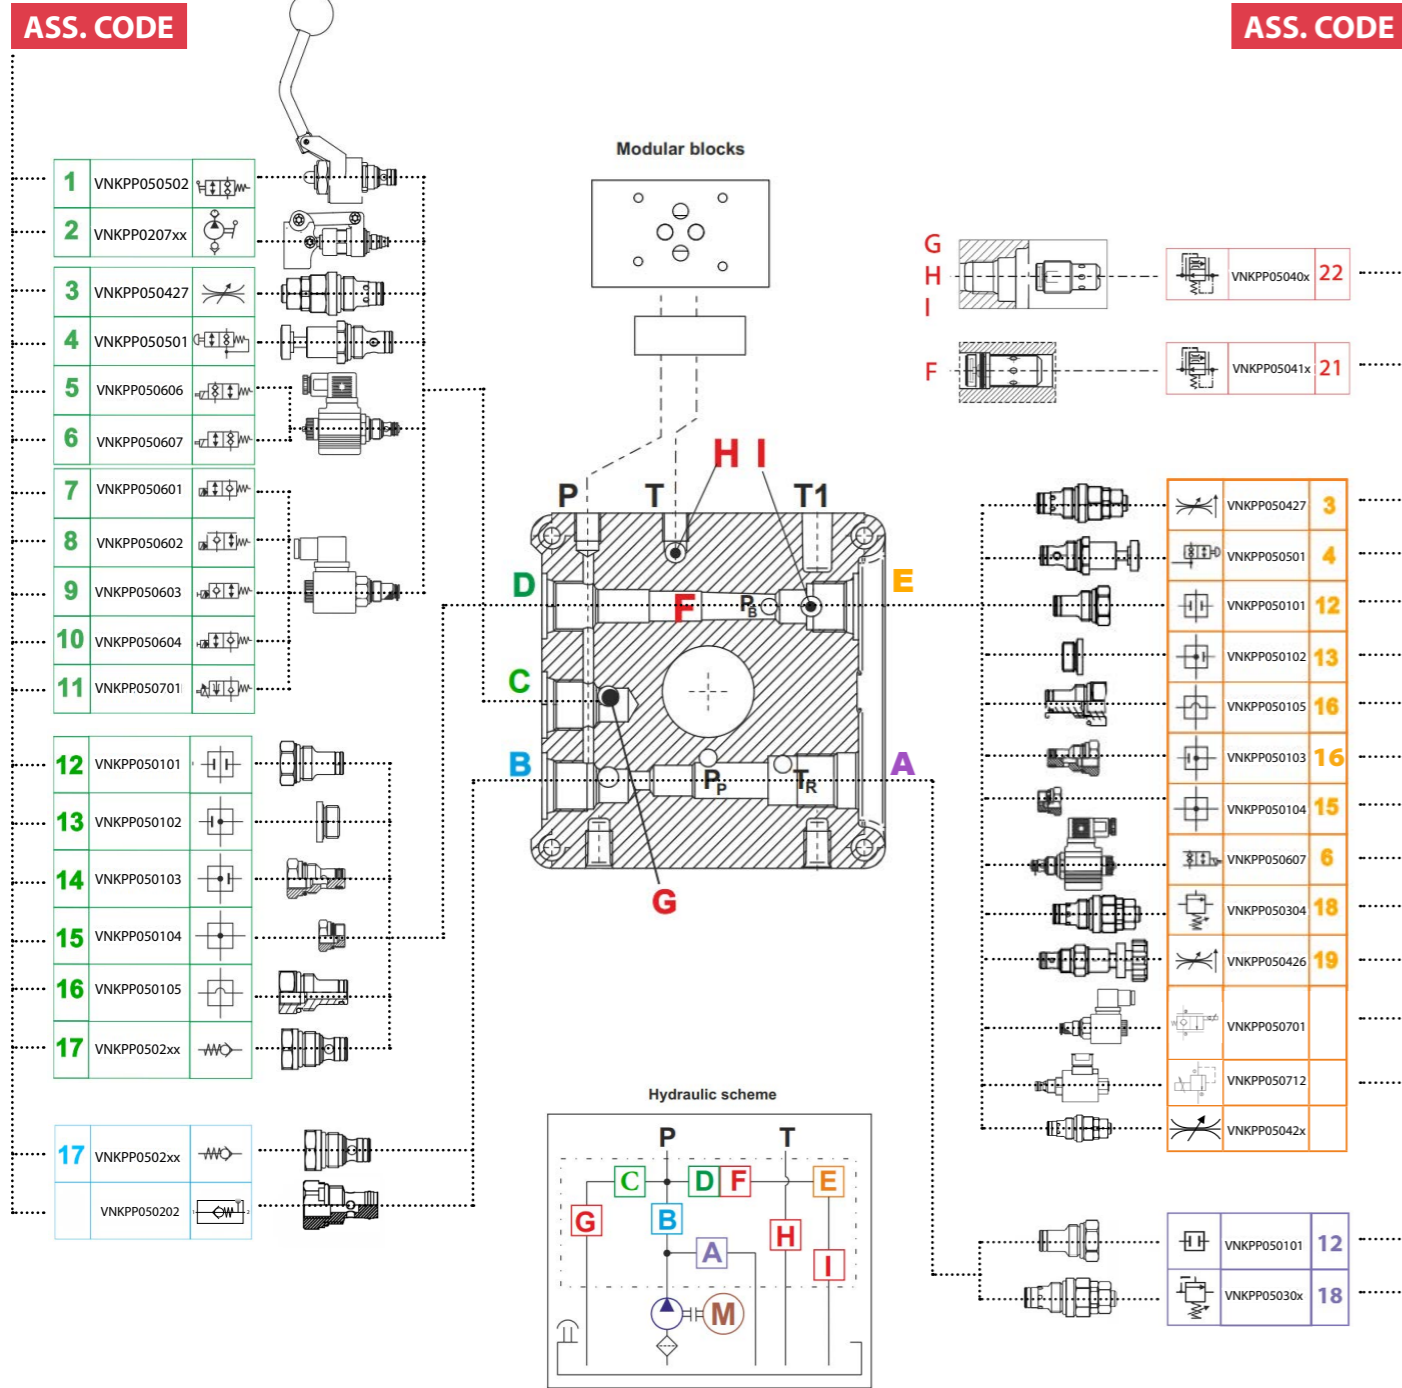 ASS. CODE
ASS. CODE
1 VNKPP050502
2 VNKPP0207xx
3 VNKPP050427
4 VNKPP050501
5 VNKPP050606
6 VNKPP050607
7 VNKPP050601
8 VNKPP050602
9 VNKPP050603
10 VNKPP050604
11 VNKPP050701
12 VNKPP050101
13 VNKPP050102
14 VNKPP050103
15 VNKPP050104
16 VNKPP050105
17 VNKPP0502xx
17 VNKPP0502xx
VNKPP050202
Modular blocks
H I
P T T1
D F PB E
C
B PP TR A
G
Hydraulic scheme
P T
C D F E
G B H
A I
M
G
H
I
VNKPP05040x 22
F
VNKPP05041x 21
VNKPP050427 3
VNKPP050501 4
VNKPP050101 12
VNKPP050102 13
VNKPP050105 16
VNKPP050103 16
VNKPP050104 15
VNKPP050607 6
VNKPP050304 18
VNKPP050426 19
VNKPP050701
VNKPP050712
VNKPP05042x
VNKPP050101 12
VNKPP05030x 18